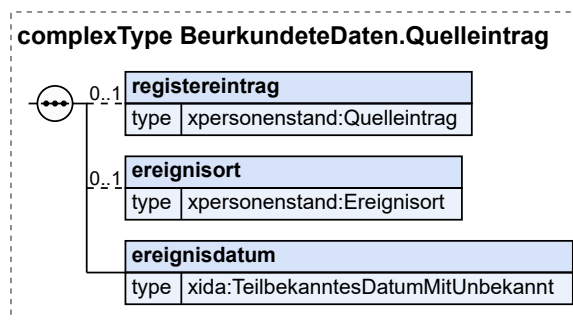 complexType BeurkundeteDaten.Quelleintrag
0..1
registereintrag
type xpersonenstand:Quelleintrag
0..1
ereignisort
type xpersonenstand:Ereignisort
ereignisdatum
type xida:TeilbekanntesDatumMitUnbekannt